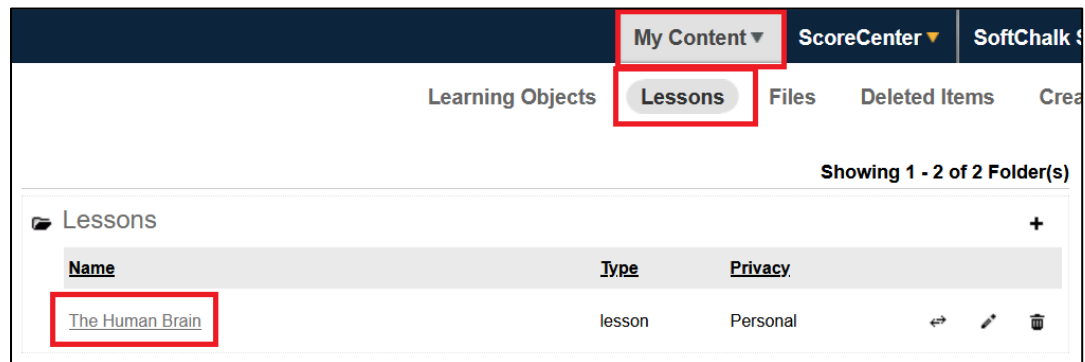 My Content ▼ ScoreCenter ▼ SoftChalk
Learning Objects Lessons Files Deleted Items
Showing 1 - 2 of 2 Folder(s)
Lessons +
Name Type Privacy
The Human Brain lesson Personal